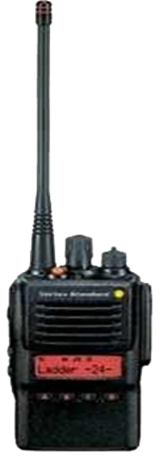 Vertex Standard
Ladder -24-